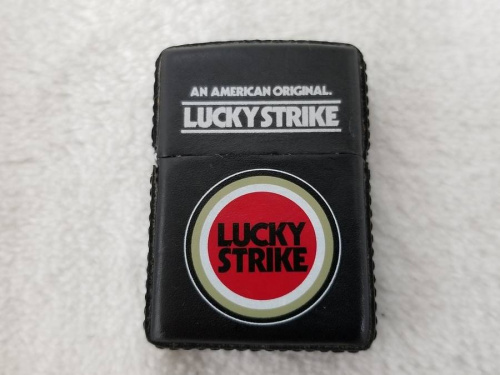 AN AMERICAN ORIGINAL.
LUCKY STRIKE
LUCKY
STRIKE